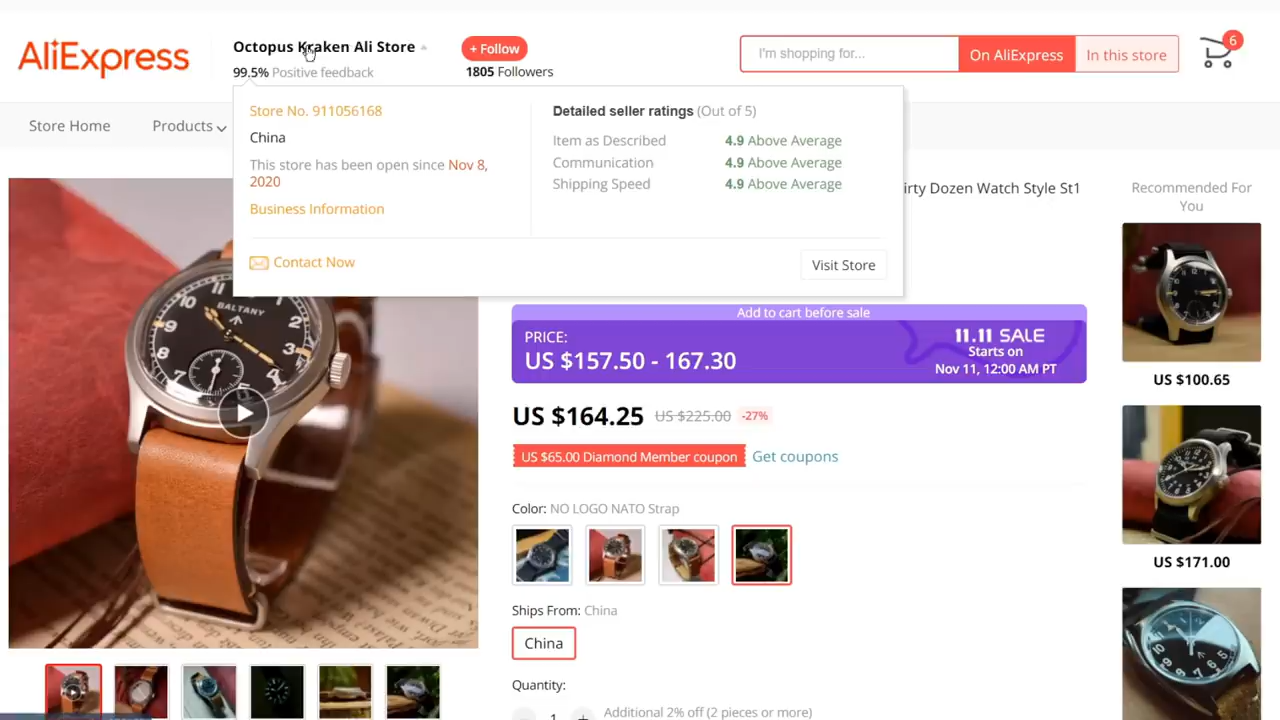 AliExpress
Octopus Kraken Ali Store
99.5% Positive feedback
+ Follow
1805 Followers
I'm shopping for...
On AliExpress
In this store
6
Store Home
Products
Store No. 911056168
China
This store has been open since Nov 8,
2020
Business Information
Contact Now
Detailed seller ratings (Out of 5)
Item as Described 4.9 Above Average
Communication 4.9 Above Average
Shipping Speed 4.9 Above Average
Visit Store
irty Dozen Watch Style St1
BALTANY
Add to cart before sale
PRICE:
US $157.50 - 167.30
11.11 SALE
Starts on
Nov 11, 12:00 AM PT
US $164.25 US $225.00 -27%
US $65.00 Diamond Member coupon Get coupons
Color: NO LOGO NATO Strap
Ships From: China
China
Quantity:
1
Additional 2% off (2 pieces or more)
Recommended For
You
US $100.65
US $171.00